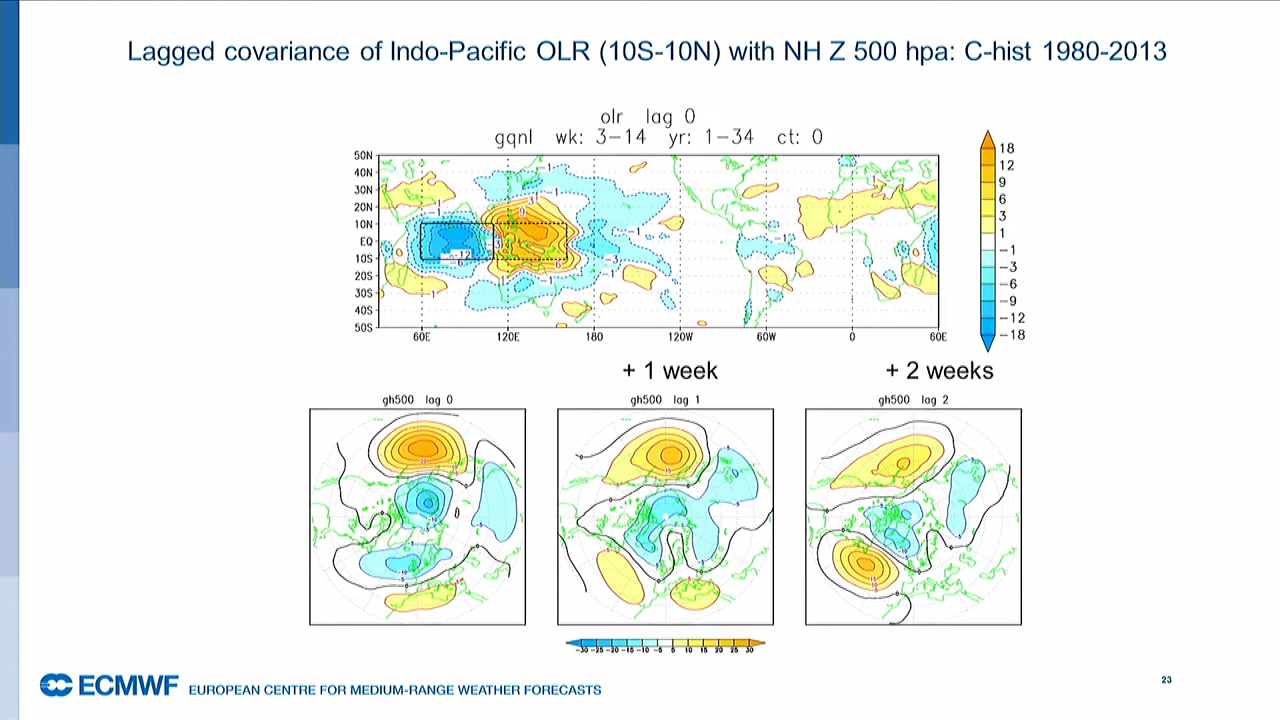 Lagged covariance of Indo-Pacific OLR (10S-10N) with NH Z 500 hpa: C-hist 1980-2013
olr lag 0
gqnl wk: 3-14 yr: 1-34 ct: 0
50N
40N
30N
20N
10N
EQ
10S
20S
30S
40S
50S
60E 120E 180 120W 60W 0 60E
18
12
9
6
3
1
-1
-3
-6
-9
-12
-18
+ 1 week
+ 2 weeks
gh500 lag 0
gh500 lag 1
gh500 lag 2
-30 -25 -20 -15 -10 -5 5 10 15 20 25 30
ECMWF EUROPEAN CENTRE FOR MEDIUM-RANGE WEATHER FORECASTS
23